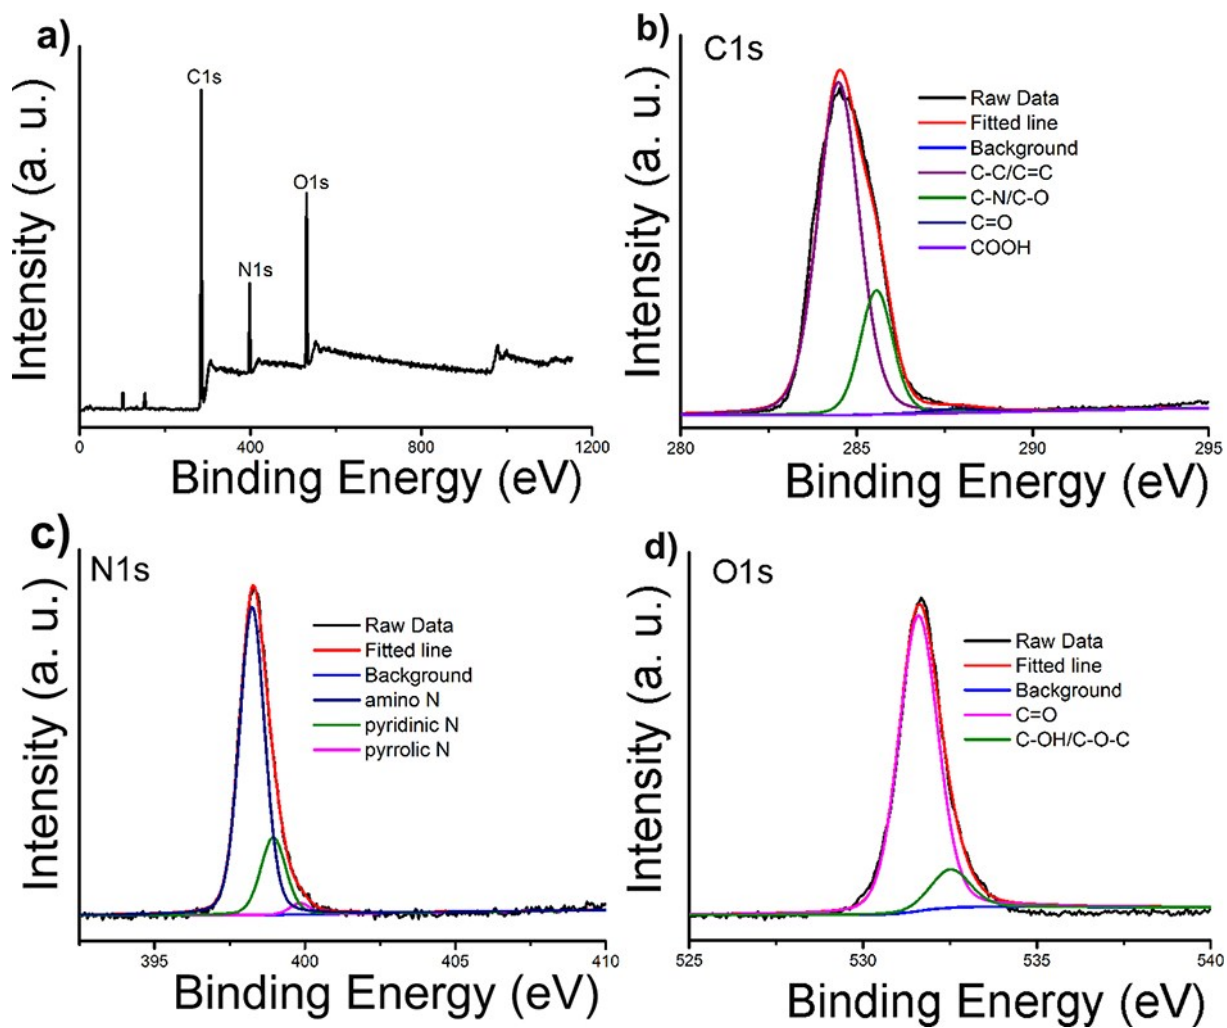 a)
Intensity (a. u.)
C1s
N1s
O1s
0 400 800 1200
Binding Energy (eV)
b)
C1s
Intensity (a. u.)
Raw Data
Fitted line
Background
C-C/C=C
C-N/C-O
C=O
COOH
280 285 290 295
Binding Energy (eV)
c)
N1s
Intensity (a. u.)
Raw Data
Fitted line
Background
amino N
pyridinic N
pyrrolic N
395 400 405 410
Binding Energy (eV)
d)
O1s
Intensity (a. u.)
Raw Data
Fitted line
Background
C=O
C-OH/C-O-C
525 530 535 540
Binding Energy (eV)